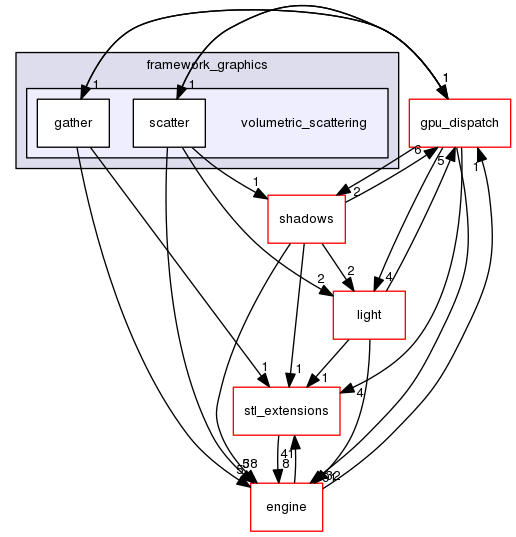 framework_graphics
1
1
1
gather
scatter
volumetric_scattering
gpu_dispatch
6
5
1
1
2
shadows
2
2
4
light
1
1
1
4
stl_extensions
41
8
engine